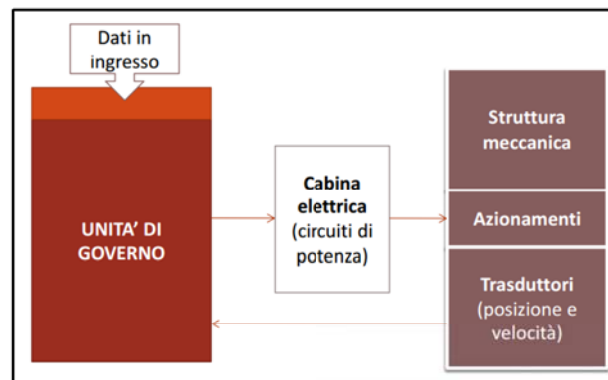 Dati in
ingresso
UNITA’ DI
GOVERNO
Cabina
elettrica
(circuiti di
potenza)
Struttura
meccanica
Azionamenti
Trasduttori
(posizione e
velocità)